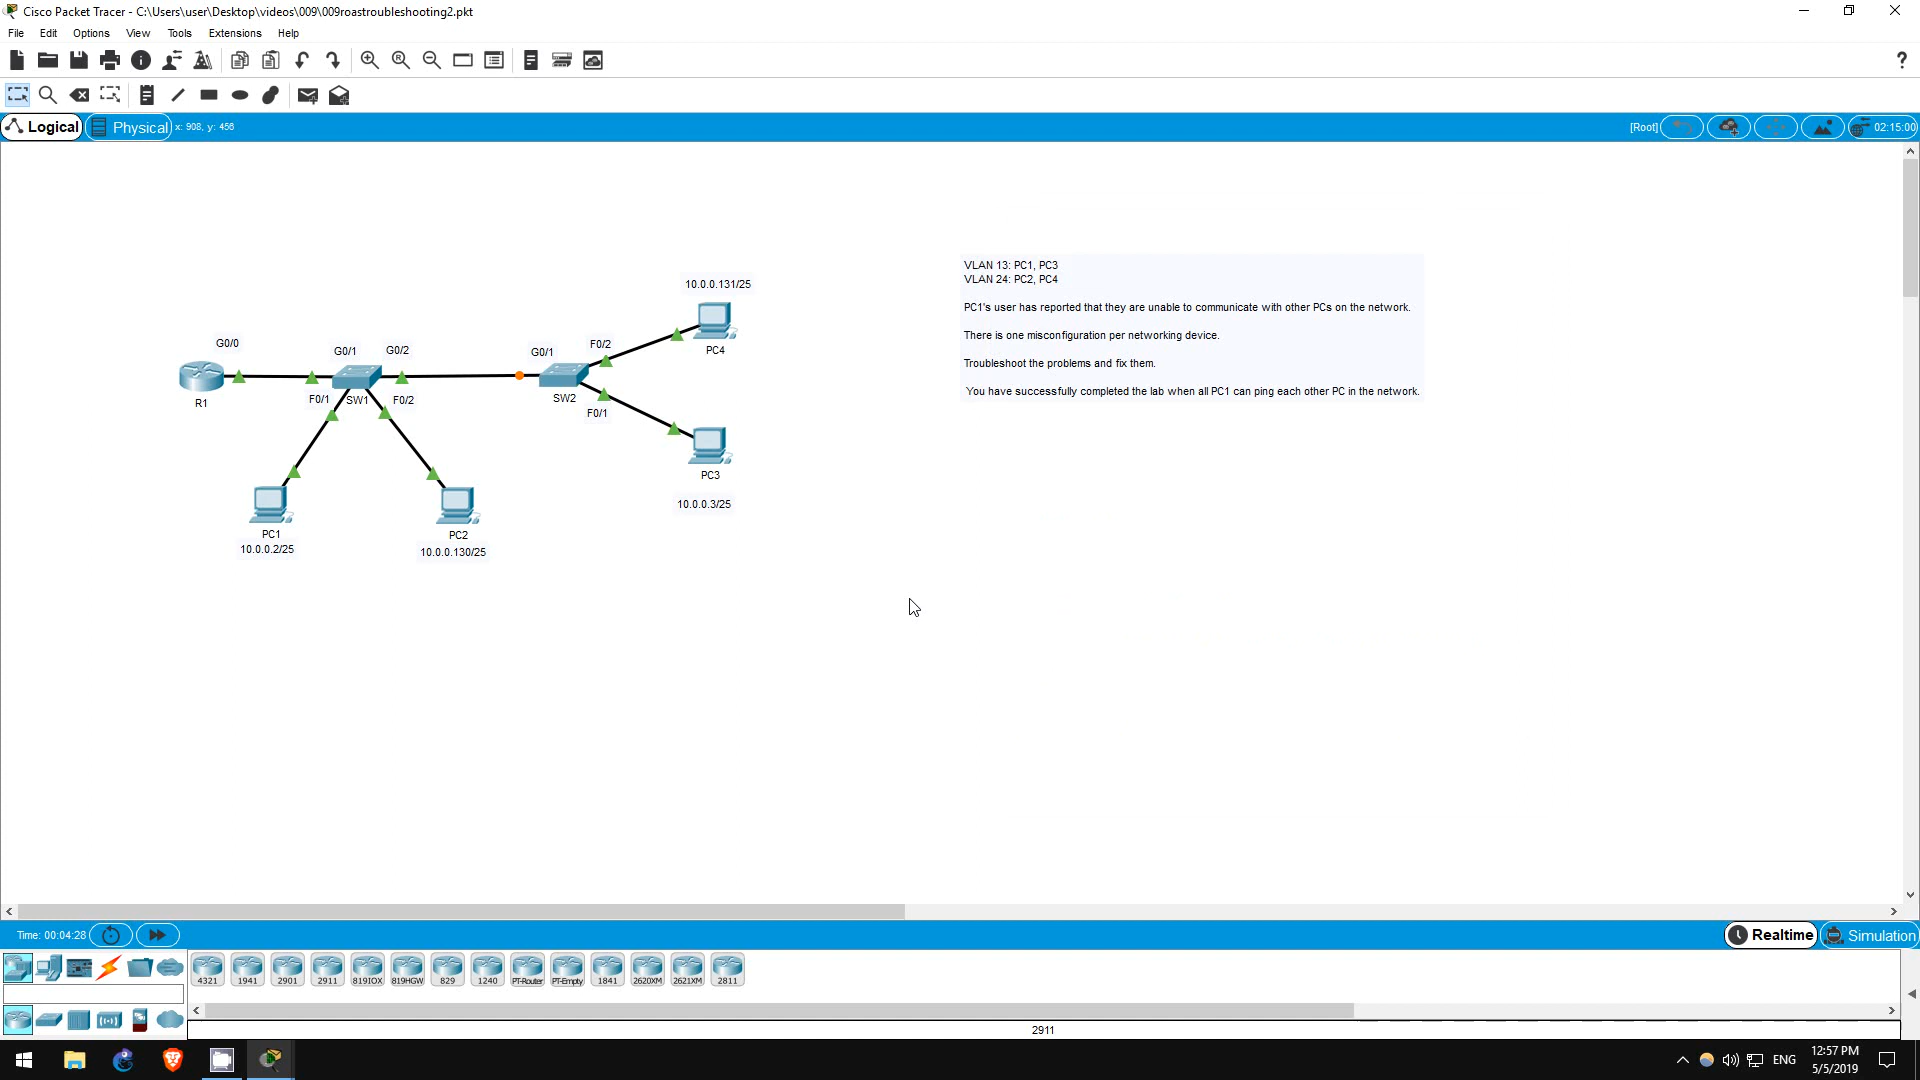 Cisco Packet Tracer - C:\Users\user\Desktop\videos\009\009roastroubleshooting2.pkt
File Edit Options View Tools Extensions Help
Logical Physical x: 908, y: 456 [Root] 02:15:00
VLAN 13: PC1, PC3
VLAN 24: PC2, PC4
PC1's user has reported that they are unable to communicate with other PCs on the network.
There is one misconfiguration per networking device.
Troubleshoot the problems and fix them.
You have successfully completed the lab when all PC1 can ping each other PC in the network.
10.0.0.131/25
G0/0
G0/1
G0/2
G0/1
F0/2
PC4
R1
F0/1
SW1
F0/2
SW2
F0/1
PC3
10.0.0.3/25
PC1
10.0.0.2/25
PC2
10.0.0.130/25
Time: 00:04:28
Realtime Simulation
4321 1941 2901 2911 819IOX 819HGW 829 1240 PT-Router PT-Empty 1841 2620XM 2621XM 2811
2911
ENG
12:57 PM
5/5/2019